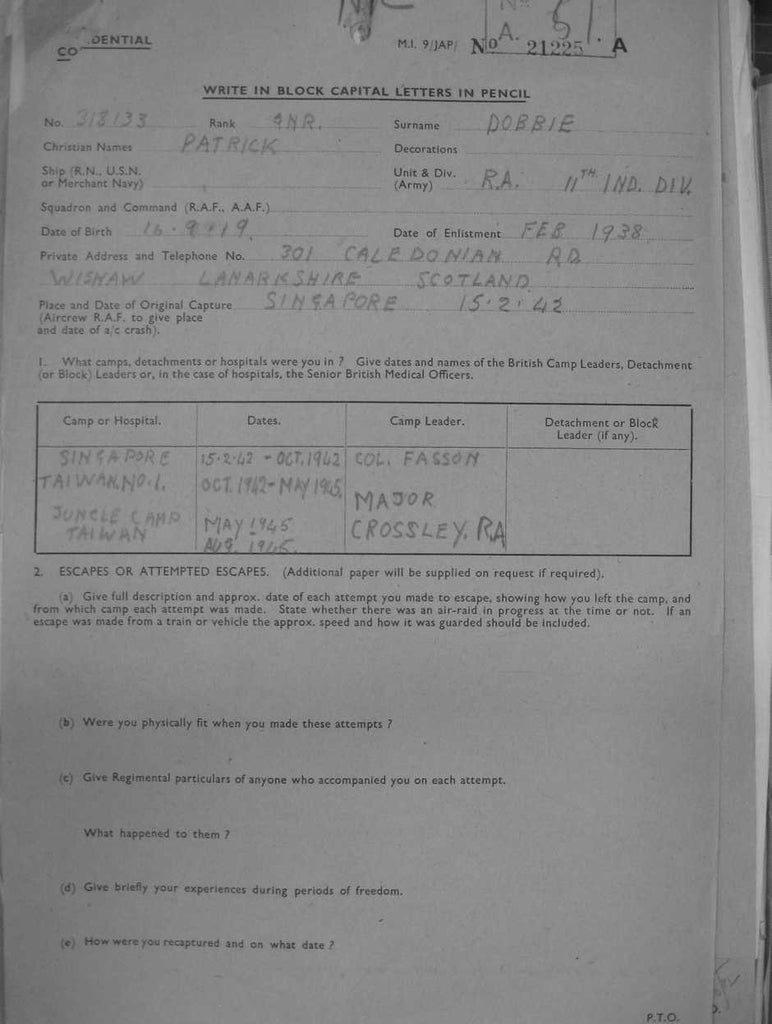 CO DENTIAL
M.I. 9/JAP/ No A. 21225 A
WRITE IN BLOCK CAPITAL LETTERS IN PENCIL
No. 313133 Rank GNR. Surname DOBBIE
Christian Names PATRICK Decorations
Ship (R.N., U.S.N. or Merchant Navy) Unit & Div. (Army) R.A. 11TH IND. DIV.
Squadron and Command (R.A.F., A.A.F.)
Date of Birth 16.9.19 Date of Enlistment FEB 1938
Private Address and Telephone No. 301 CALEDONIAN RD
WISHAW LANARKSHIRE SCOTLAND
Place and Date of Original Capture SINGAPORE 15.2.42
(Aircrew R.A.F. to give place
and date of a/c crash).
1. What camps, detachments or hospitals were you in ? Give dates and names of the British Camp Leaders, Detachment
(or Block) Leaders or, in the case of hospitals, the Senior British Medical Officers.
Camp or Hospital. Dates. Camp Leader. Detachment or Block Leader (if any).
SINGAPORE 15.2.42 - OCT.1942 COL. FASSON
TAIWAN.NO.1. OCT.1942-MAY 1945
MAJOR
JUNGLE CAMP MAY 1945 CROSSLEY. RA
TAIWAN AUG. 1945.
2. ESCAPES OR ATTEMPTED ESCAPES. (Additional paper will be supplied on request if required).
(a) Give full description and approx. date of each attempt you made to escape, showing how you left the camp, and
from which camp each attempt was made. State whether there was an air-raid in progress at the time or not. If an
escape was made from a train or vehicle the approx. speed and how it was guarded should be included.
(b) Were you physically fit when you made these attempts ?
(c) Give Regimental particulars of anyone who accompanied you on each attempt.
What happened to them ?
(d) Give briefly your experiences during periods of freedom.
(e) How were you recaptured and on what date ?
P.T.O.